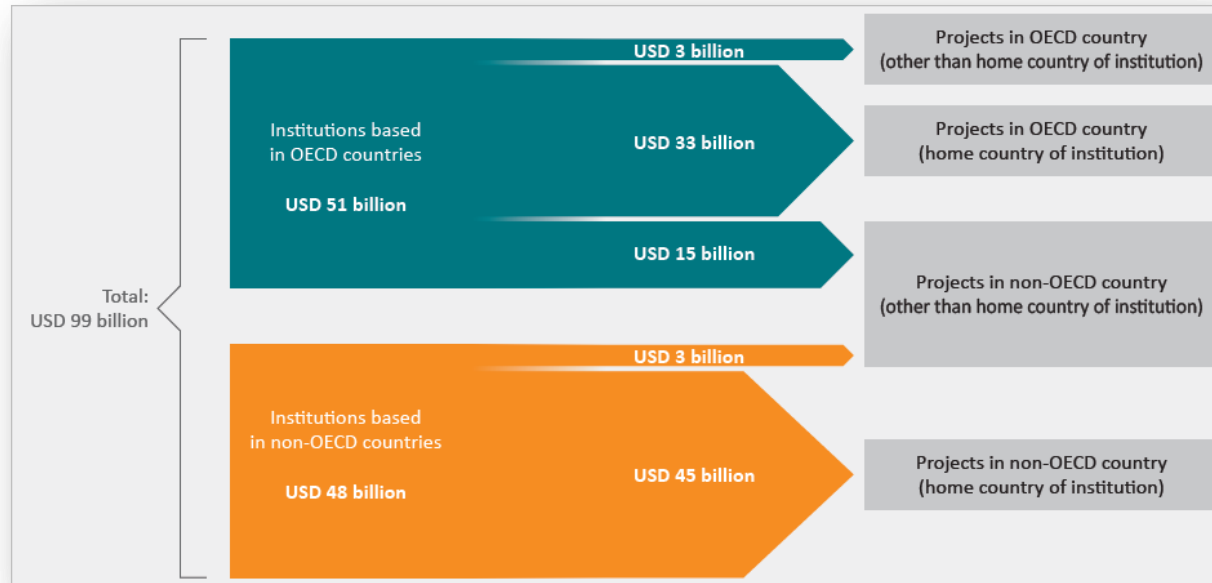 Total:
USD 99 billion
Institutions based
in OECD countries
USD 51 billion
USD 3 billion
USD 33 billion
USD 15 billion
Projects in OECD country
(other than home country of institution)
Projects in OECD country
(home country of institution)
Projects in non-OECD country
(other than home country of institution)
Institutions based
in non-OECD countries
USD 48 billion
USD 3 billion
USD 45 billion
Projects in non-OECD country
(home country of institution)